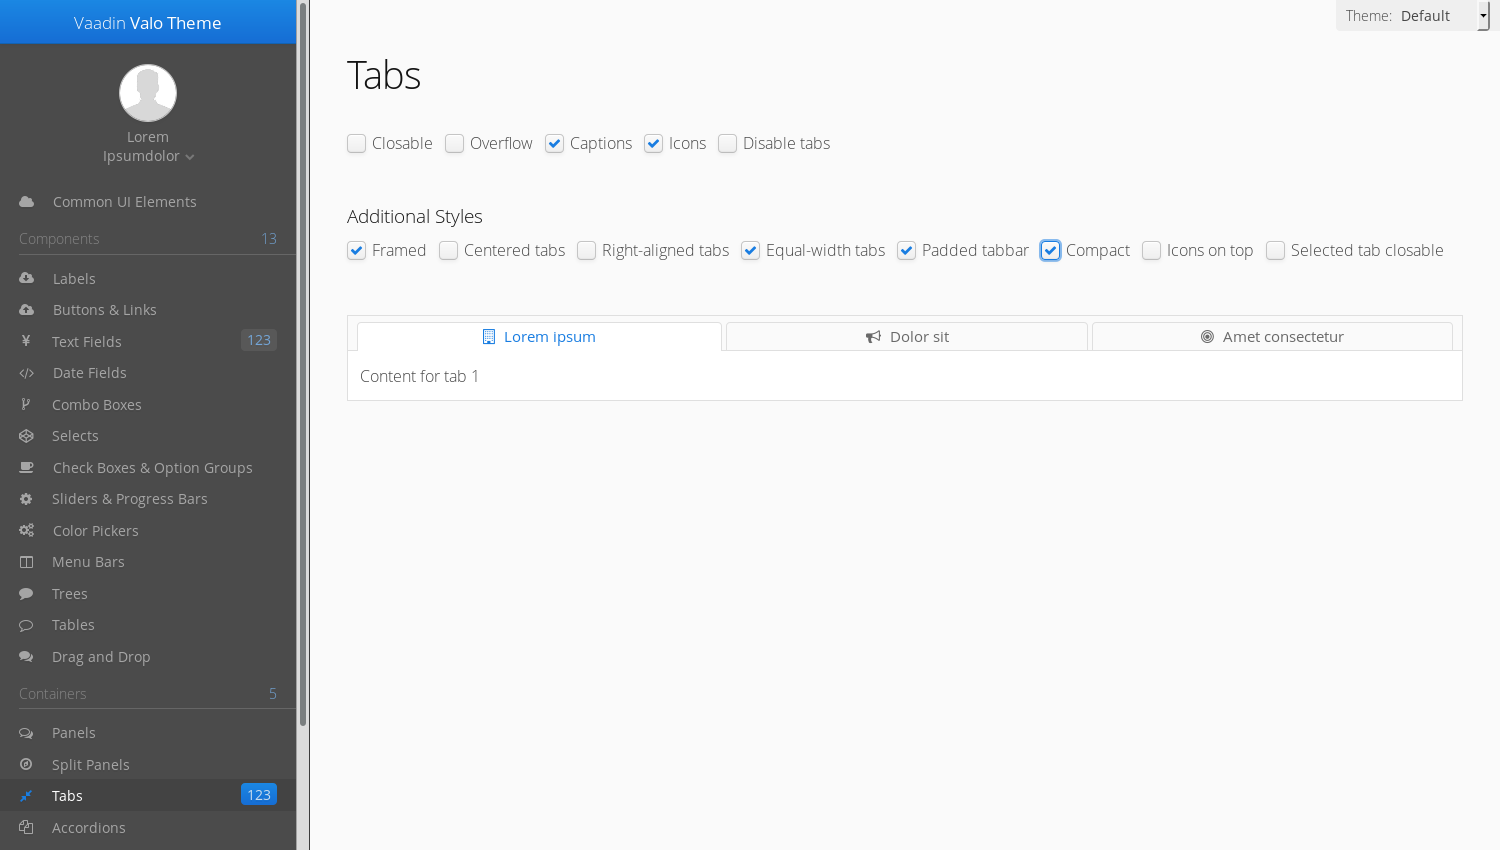 Vaadin Valo Theme
Lorem
Ipsumdolor
Common UI Elements
Components 13
Labels
Buttons & Links
Text Fields 123
Date Fields
Combo Boxes
Selects
Check Boxes & Option Groups
Sliders & Progress Bars
Color Pickers
Menu Bars
Trees
Tables
Drag and Drop
Containers 5
Panels
Split Panels
Tabs 123
Accordions
Theme: Default
Tabs
Closable Overflow Captions Icons Disable tabs
Additional Styles
Framed Centered tabs Right-aligned tabs Equal-width tabs Padded tabbar Compact Icons on top Selected tab closable
Lorem ipsum Dolor sit Amet consectetur
Content for tab 1